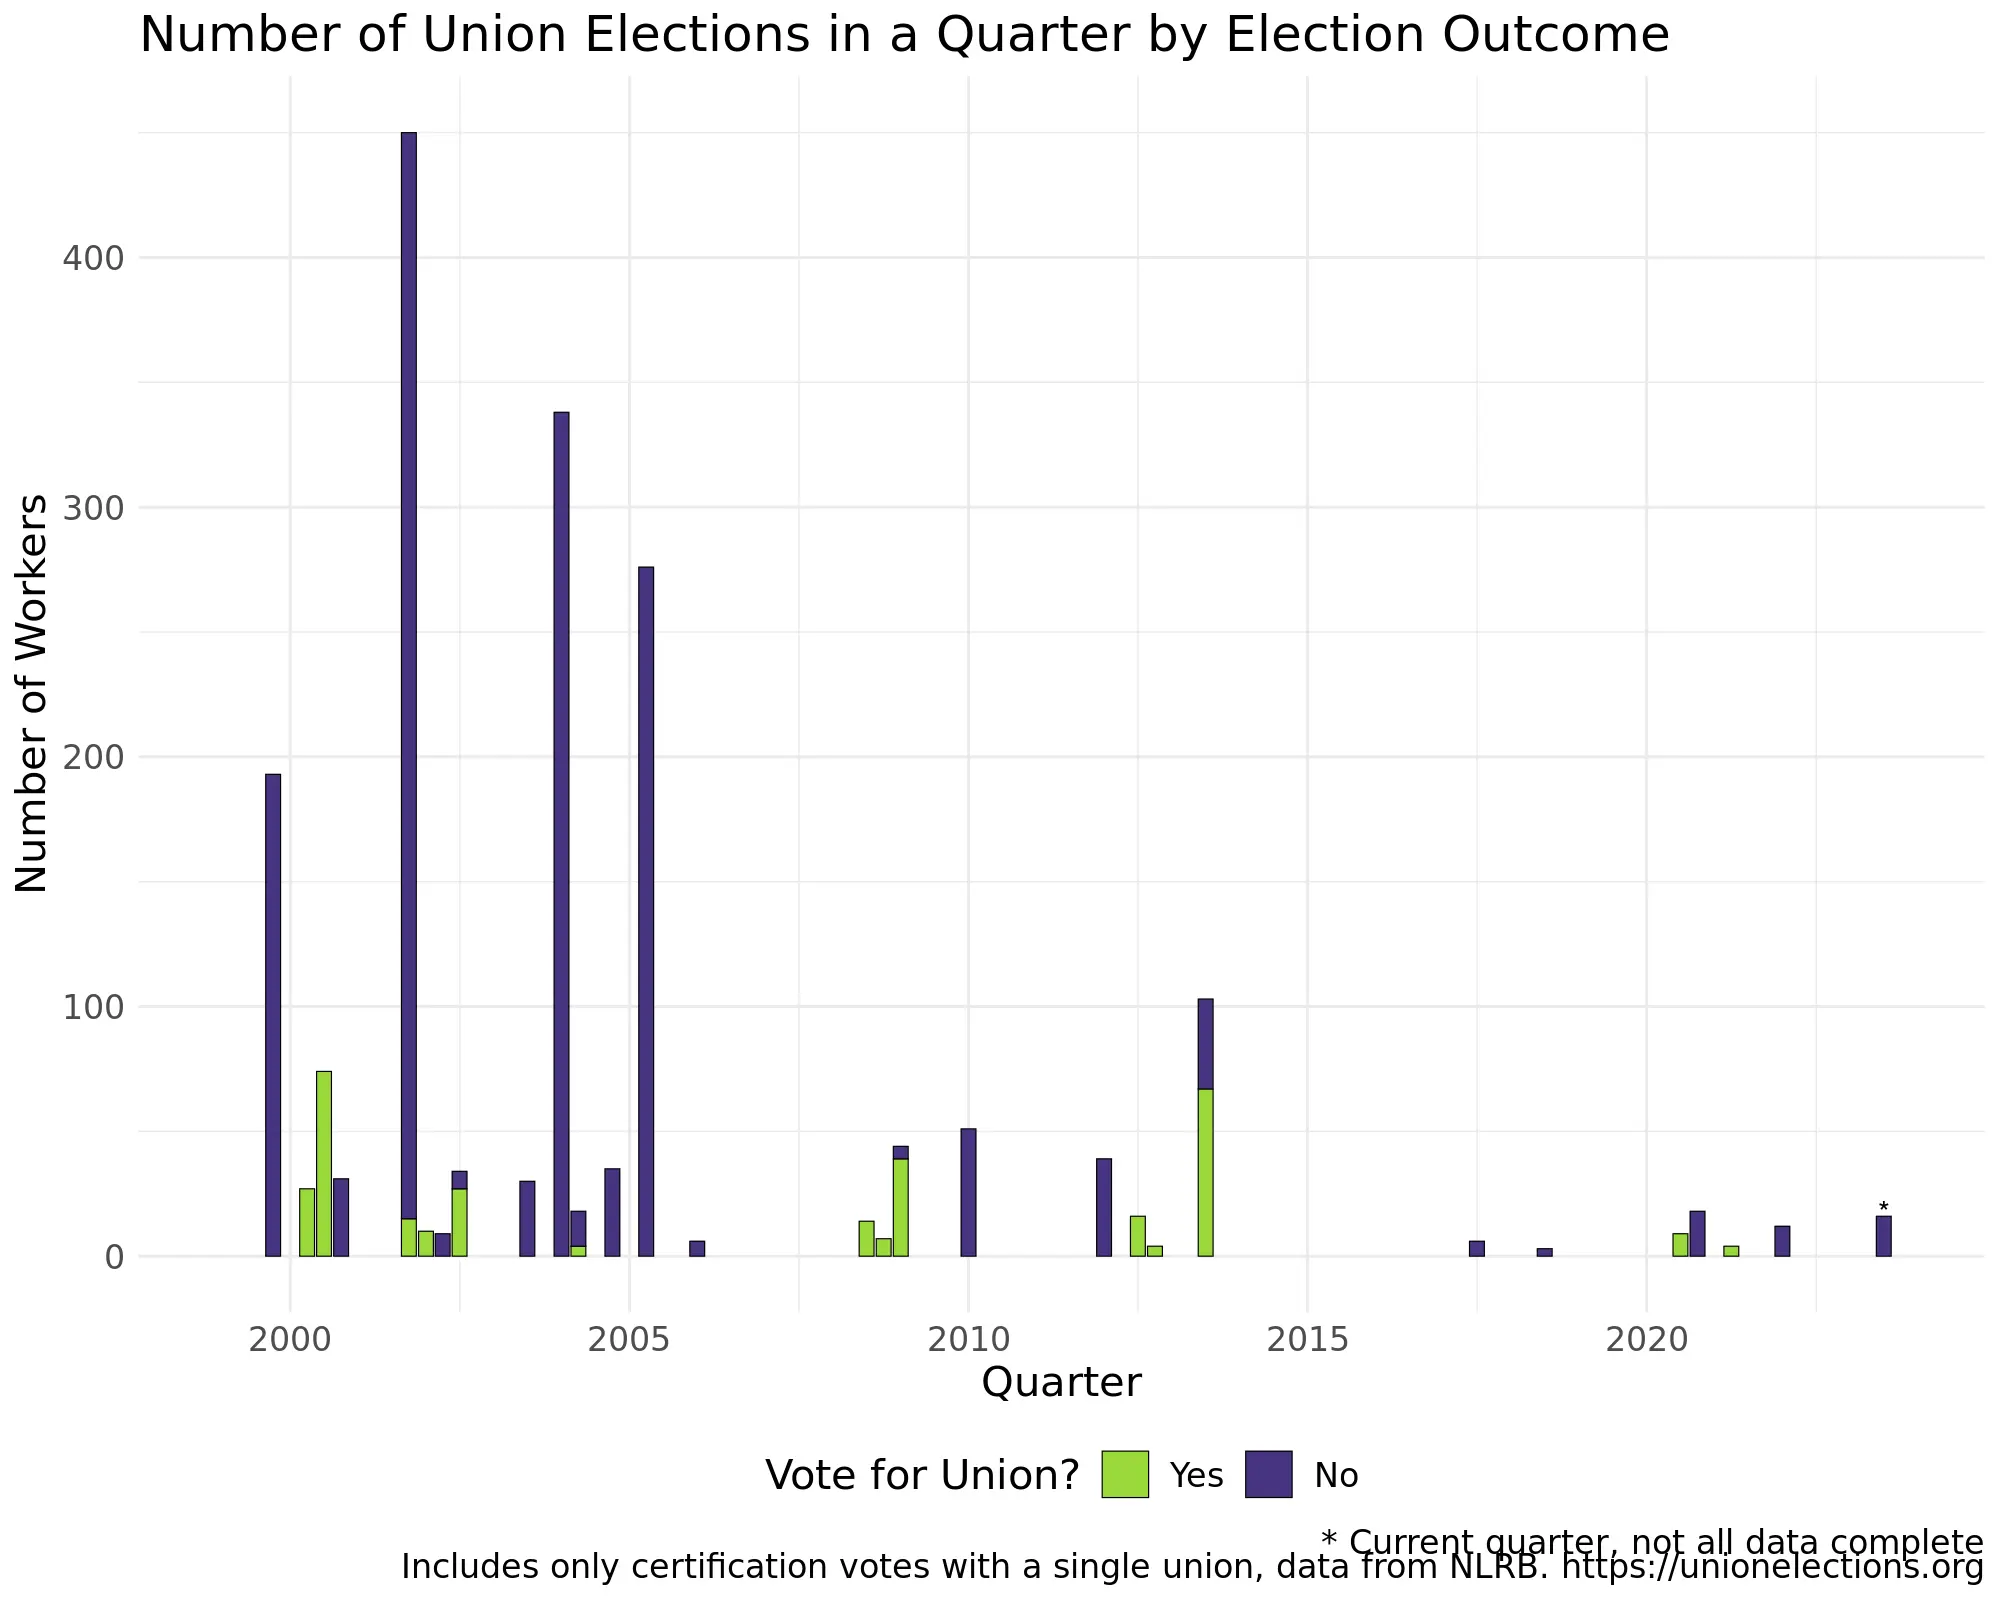 Number of Union Elections in a Quarter by Election Outcome
Number of Workers
400
300
200
100
0
2000 2005 2010 2015 2020
*
Quarter
Vote for Union? Yes No
* Current quarter, not all data complete
Includes only certification votes with a single union, data from NLRB. https://unionelections.org